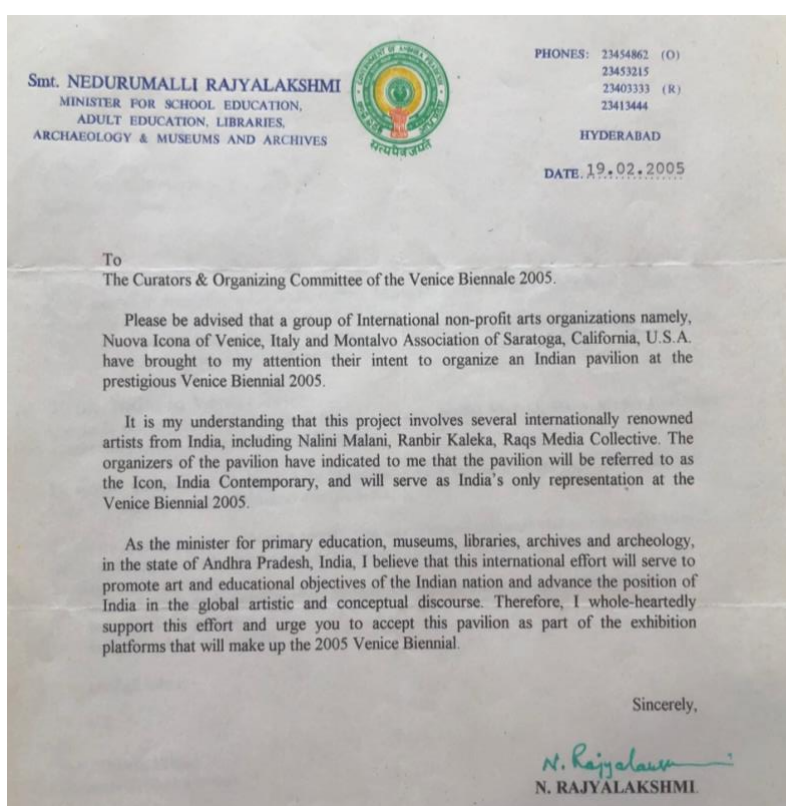 Smt. NEDURUMALLI RAJYALAKSHMI
MINISTER FOR SCHOOL EDUCATION,
ADULT EDUCATION, LIBRARIES,
ARCHAEOLOGY & MUSEUMS AND ARCHIVES
सत्यमेव जयते
PHONES: 23454862 (O)
23453215
23403333 (R)
23413444
HYDERABAD
DATE. 19.02.2005
To
The Curators & Organizing Committee of the Venice Biennale 2005.
Please be advised that a group of International non-profit arts organizations namely,
Nuova Icona of Venice, Italy and Montalvo Association of Saratoga, California, U.S.A.
have brought to my attention their intent to organize an Indian pavilion at the
prestigious Venice Biennial 2005.
It is my understanding that this project involves several internationally renowned
artists from India, including Nalini Malani, Ranbir Kaleka, Raqs Media Collective. The
organizers of the pavilion have indicated to me that the pavilion will be referred to as
the Icon, India Contemporary, and will serve as India's only representation at the
Venice Biennial 2005.
As the minister for primary education, museums, libraries, archives and archeology,
in the state of Andhra Pradesh, India, I believe that this international effort will serve to
promote art and educational objectives of the Indian nation and advance the position of
India in the global artistic and conceptual discourse. Therefore, I whole-heartedly
support this effort and urge you to accept this pavilion as part of the exhibition
platforms that will make up the 2005 Venice Biennial.
Sincerely,
N. RAJYALAKSHMI